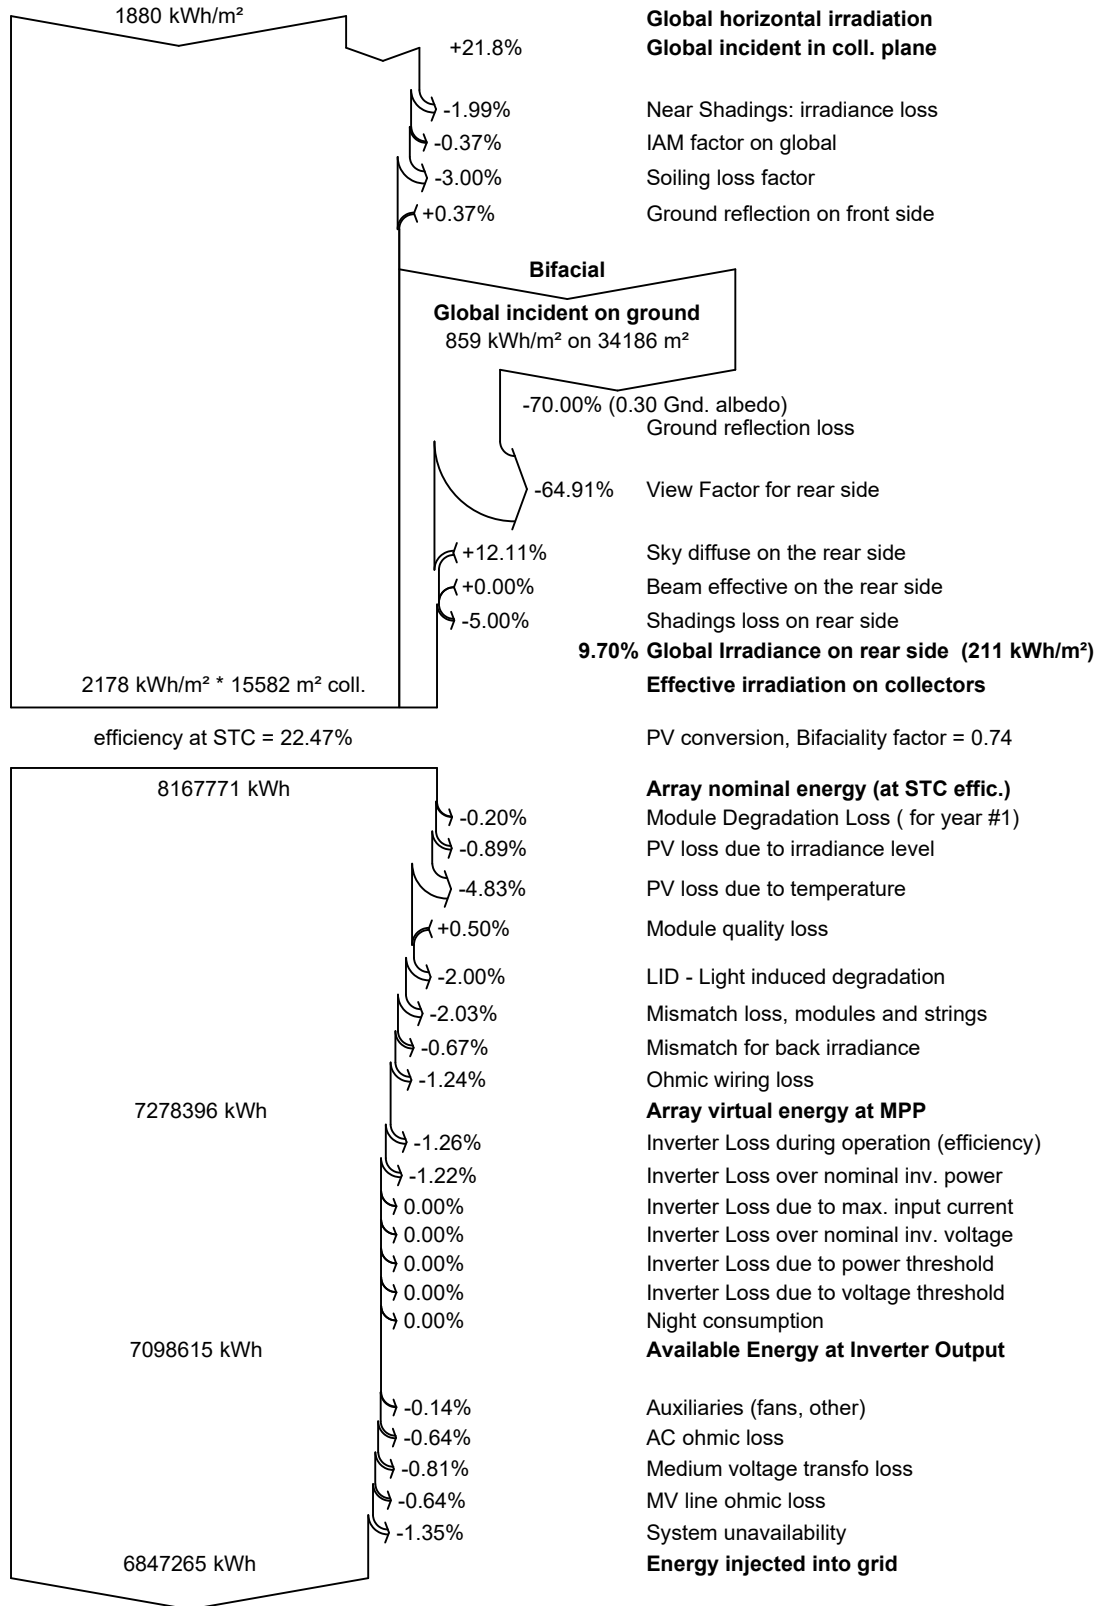 1880 kWh/m² Global horizontal irradiation
+21.8% Global incident in coll. plane
-1.99% Near Shadings: irradiance loss
-0.37% IAM factor on global
-3.00% Soiling loss factor
+0.37% Ground reflection on front side
Bifacial
Global incident on ground
859 kWh/m² on 34186 m²
-70.00% (0.30 Gnd. albedo)
Ground reflection loss
-64.91% View Factor for rear side
+12.11% Sky diffuse on the rear side
+0.00% Beam effective on the rear side
-5.00% Shadings loss on rear side
9.70% Global Irradiance on rear side (211 kWh/m²)
2178 kWh/m² * 15582 m² coll. Effective irradiation on collectors
efficiency at STC = 22.47% PV conversion, Bifaciality factor = 0.74
8167771 kWh Array nominal energy (at STC effic.)
-0.20% Module Degradation Loss ( for year #1)
-0.89% PV loss due to irradiance level
-4.83% PV loss due to temperature
+0.50% Module quality loss
-2.00% LID - Light induced degradation
-2.03% Mismatch loss, modules and strings
-0.67% Mismatch for back irradiance
-1.24% Ohmic wiring loss
7278396 kWh Array virtual energy at MPP
-1.26% Inverter Loss during operation (efficiency)
-1.22% Inverter Loss over nominal inv. power
0.00% Inverter Loss due to max. input current
0.00% Inverter Loss over nominal inv. voltage
0.00% Inverter Loss due to power threshold
0.00% Inverter Loss due to voltage threshold
0.00% Night consumption
7098615 kWh Available Energy at Inverter Output
-0.14% Auxiliaries (fans, other)
-0.64% AC ohmic loss
-0.81% Medium voltage transfo loss
-0.64% MV line ohmic loss
-1.35% System unavailability
6847265 kWh Energy injected into grid